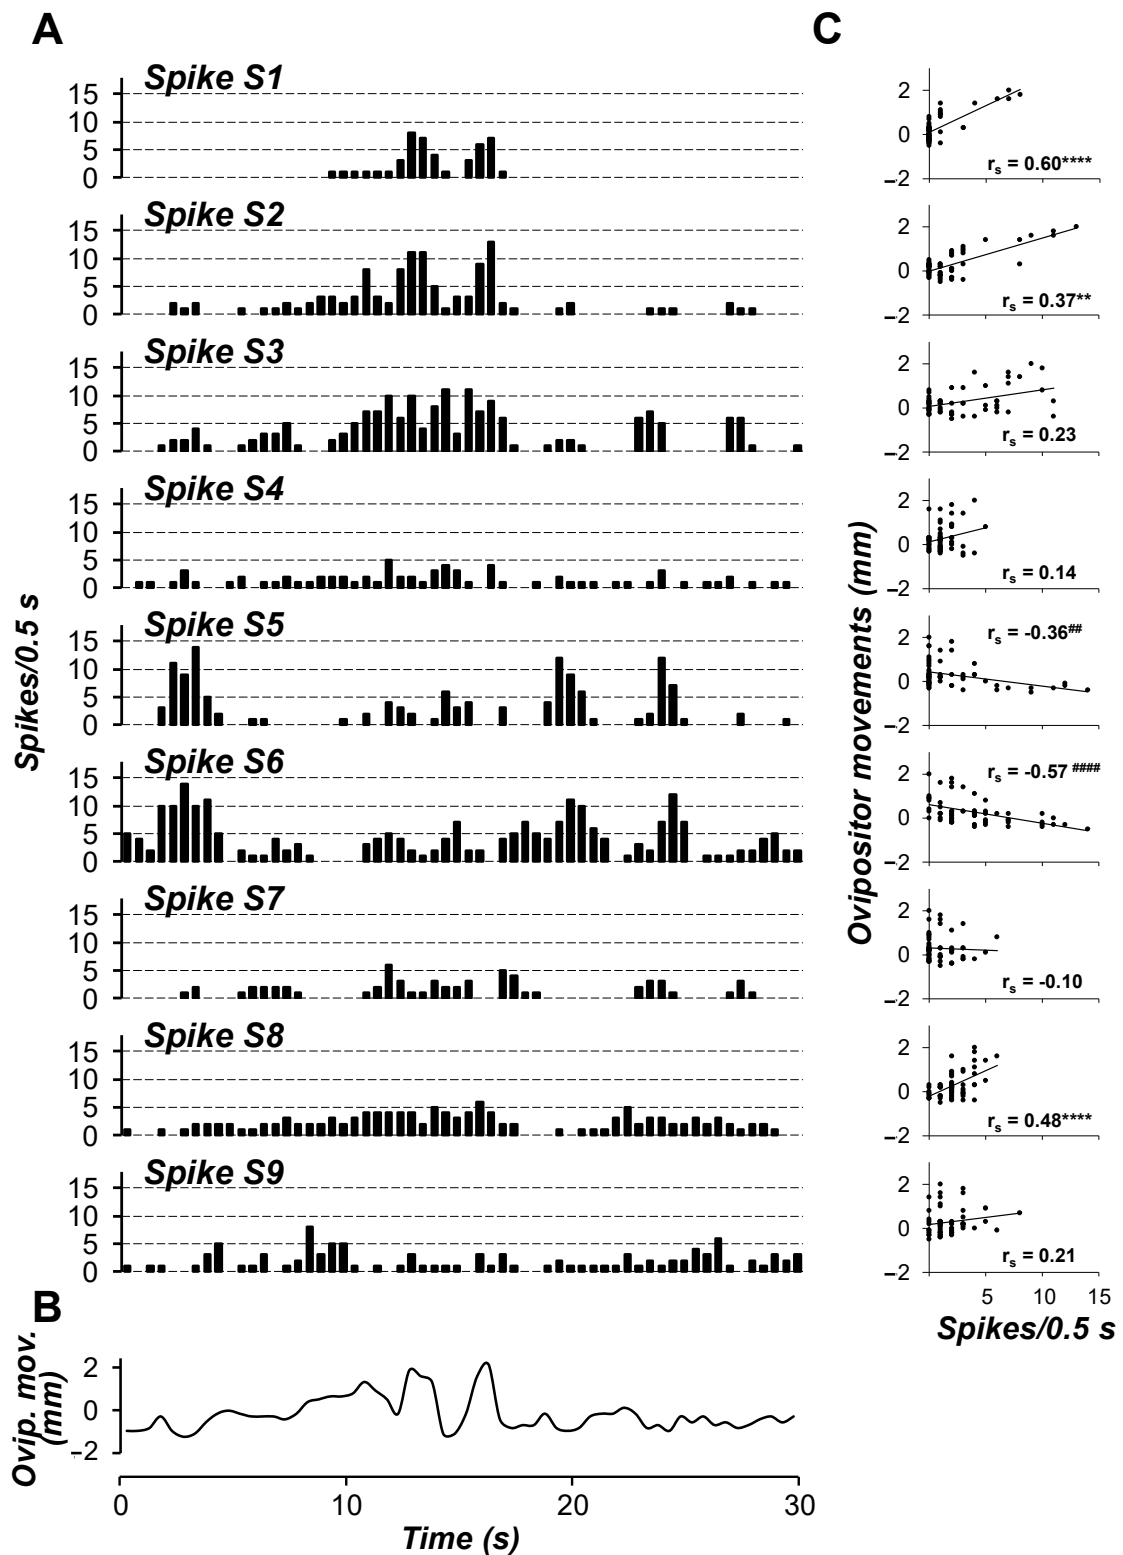 A
C
Spike S1
15
10
5
0
2
0
−2
rs = 0.60****
Spike S2
15
10
5
0
2
0
−2
rs = 0.37**
Spike S3
15
10
5
0
2
0
−2
rs = 0.23
Spike S4
15
10
5
0
2
0
−2
rs = 0.14
Spikes/0.5 s
Ovipositor movements (mm)
Spike S5
15
10
5
0
2
0
−2
rs = -0.36##
Spike S6
15
10
5
0
2
0
−2
rs = -0.57 ####
Spike S7
15
10
5
0
2
0
−2
rs = -0.10
Spike S8
15
10
5
0
2
0
−2
rs = 0.48****
Spike S9
15
10
5
0
2
0
−2
rs = 0.21
5 10 15
Spikes/0.5 s
B
Ovip. mov.
(mm)
2
0
−2
0 10 20 30
Time (s)